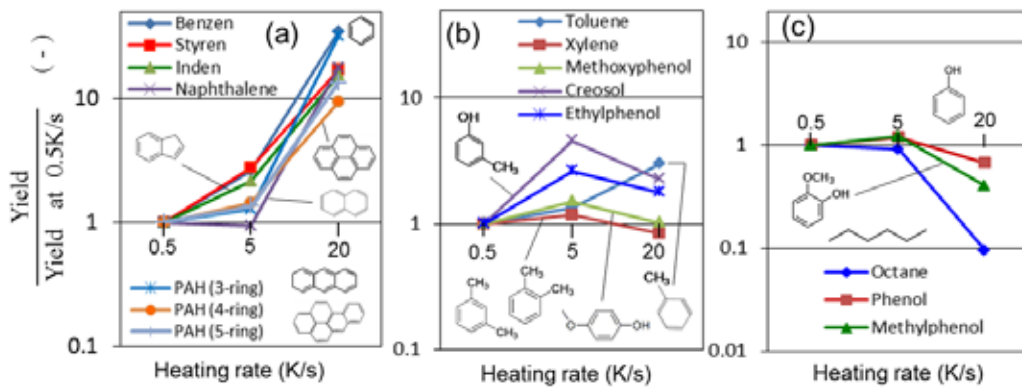 Yield
Yield at 0.5K/s
( - )
(a)
Benzen
Styren
Inden
Naphthalene
10
1
0.1
0.5
5
20
PAH (3-ring)
PAH (4-ring)
PAH (5-ring)
Heating rate (K/s)
(b)
Toluene
Xylene
Methoxyphenol
Creosol
Ethylphenol
10
1
0.1
OH
CH3
0.5
5
20
CH3
CH3
CH3
CH3
O
OH
CH3
Heating rate (K/s)
(c)
10
1
0.1
0.01
OH
0.5
5
20
OCH3
OH
Octane
Phenol
Methylphenol
Heating rate (K/s)